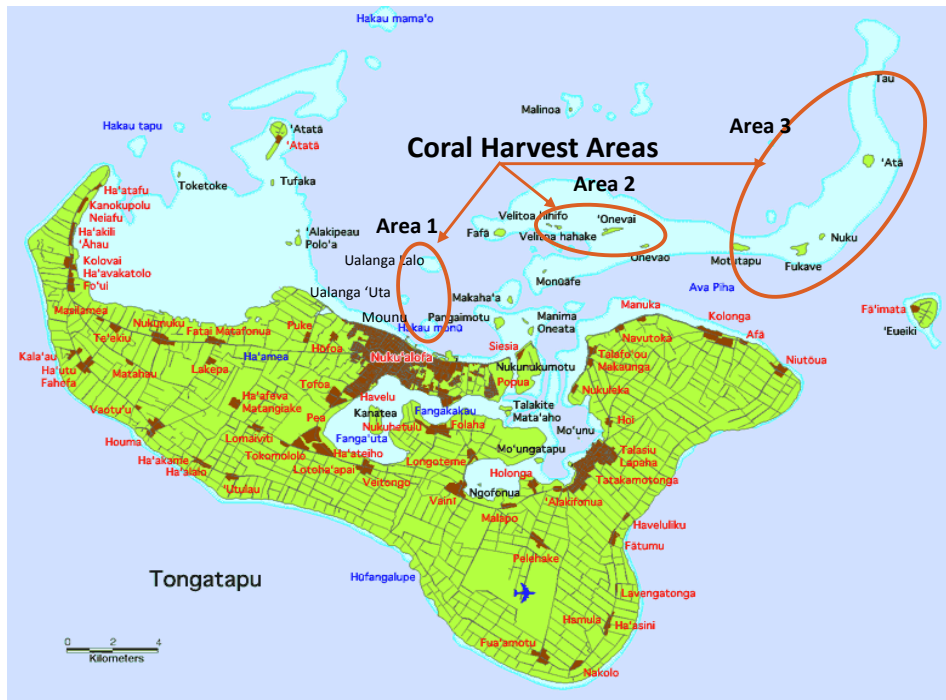 Hakau mama'o
Tau
Malinoa
Area 3
Hakau tapu
'Atatā
'Atatā
Coral Harvest Areas
'Atā
Toketoke
Tufaka
Area 2
Ha'atafu
Kanokupolu
Neiafu
Ha'akili
'Āhau
Kolovai
Ha'avakatolo
Fo'ui
Velitoa hihifo
'Onevai
Area 1
'Alakipeau
Polo'a
Fafā
Velitoa hahake
Nuku
Ualanga Lalo
Onevao
Motutapu
Fukave
Monūafe
Ualanga 'Uta
Ava Piha
Makaha'a
Masilamea
Mounu
Pangaimotu
Manuka
Kolonga
Fā'imata
'Eueiki
Te'ekiu
Nukunuku
Fatai
Matafonua
Puke
Hakau monū
Manima
Oneata
Navutoka
Afā
Hōfoa
Siesia
Talafo'ou
Makaunga
Kala'au
Ha'utu
Fahefa
Matahau
Lakepa
Ha'amea
Nuku'alofa
Nukunukumotu
Niutōua
Tofoa
Havelu
Popua
Nukuleka
Vaotu'u
Ha'afeva
Matangiake
Kanatea
Fangakakau
Talakite
Mata'aho
Pea
Nukuhetulu
Folaha
Hoi
Houma
Lomaiviti
Fanga'uta
Mo'unu
Tokomololo
Ha'ateiho
Mo'ungatapu
Talasiu
Lapaha
Ha'akame
Ha'alalo
Lotoha'apai
Longoteme
Holonga
Tatakamotonga
'Utulau
Veitongo
Vainī
Ngofonua
'Alakifonua
Malapo
Haveluliku
Fātumu
Pelehake
Tongatapu
Hūfangalupe
Lavengatonga
Hamula
Ha'asini
Fua'amotu
Nakolo
0 2 4
Kilometers